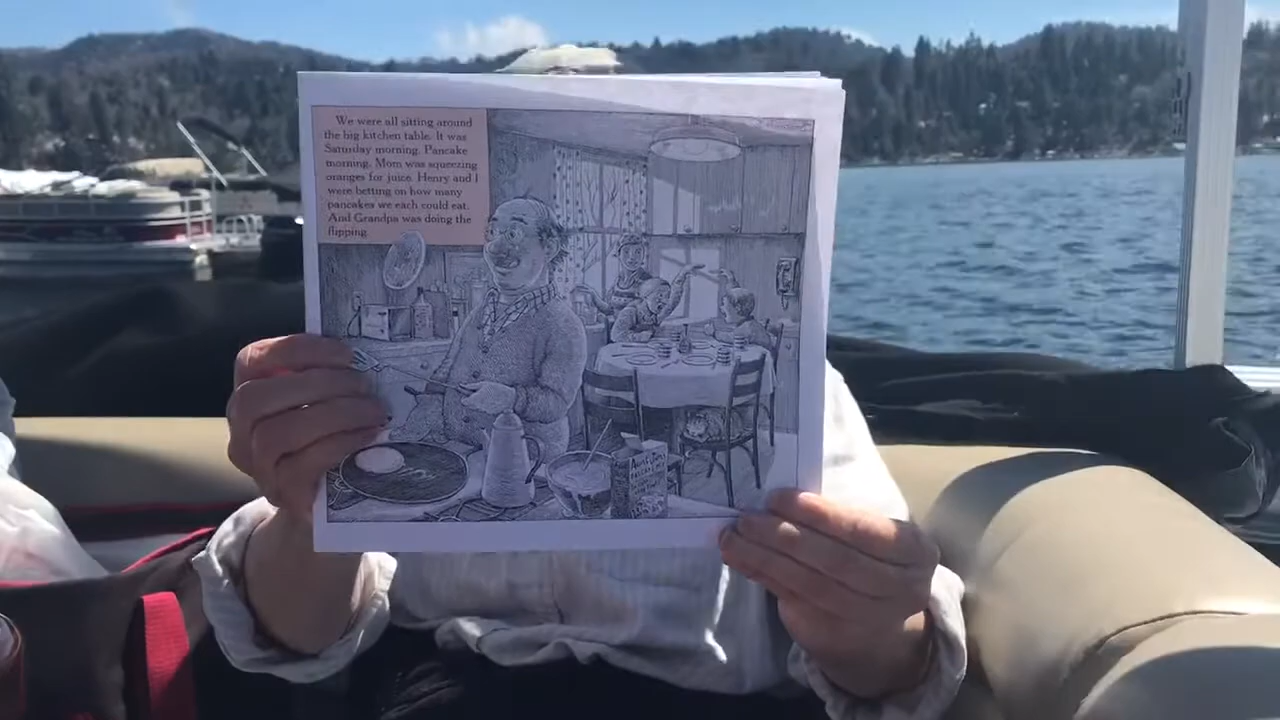 We were all sitting around
the big kitchen table. It was
Saturday morning. Pancake
morning. Mom was squeezing
oranges for juice. Henry and I
were betting on how many
pancakes we each could eat.
And Grandpa was doing the
flipping.